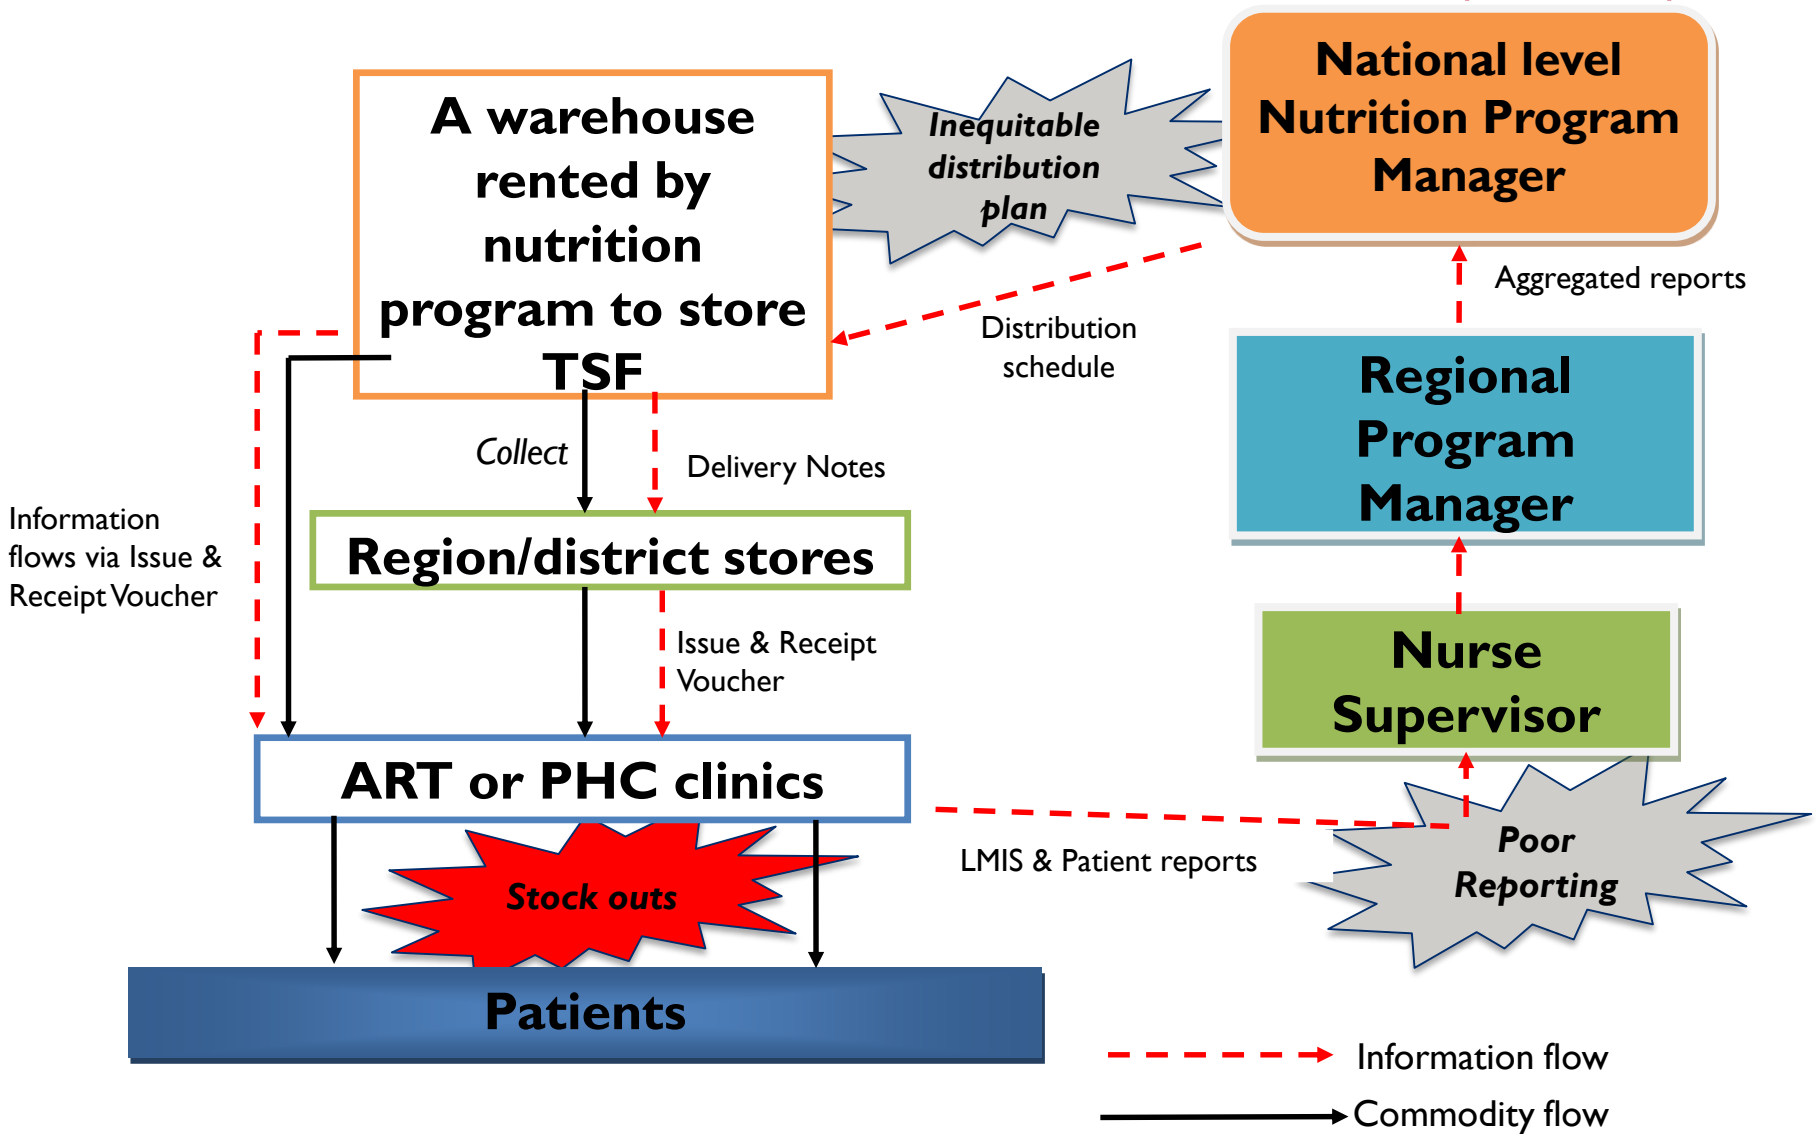 A warehouse
rented by
nutrition
program to store
TSF
Inequitable
distribution
plan
National level
Nutrition Program
Manager
Aggregated reports
Distribution
schedule
Regional
Program
Manager
Collect
Delivery Notes
Information
flows via Issue &
Receipt Voucher
Region/district stores
Issue & Receipt
Voucher
Nurse
Supervisor
ART or PHC clinics
LMIS & Patient reports
Poor
Reporting
Stock outs
Patients
Information flow
Commodity flow